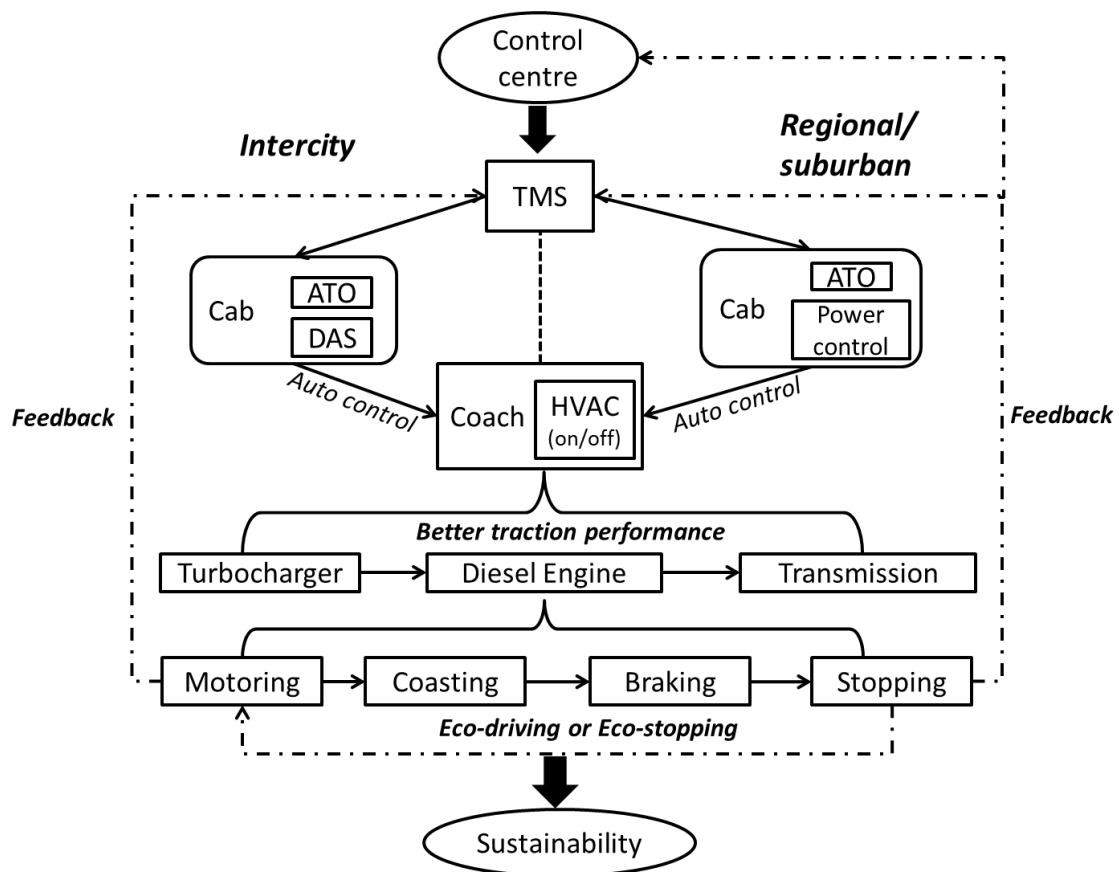 Control
centre
Intercity
Regional/
suburban
TMS
Cab
ATO
DAS
ATO
Cab
Power
control
Auto control
Coach
HVAC
(on/off)
Auto control
Feedback
Feedback
Better traction performance
Turbocharger
Diesel Engine
Transmission
Motoring
Coasting
Braking
Stopping
Eco-driving or Eco-stopping
Sustainability